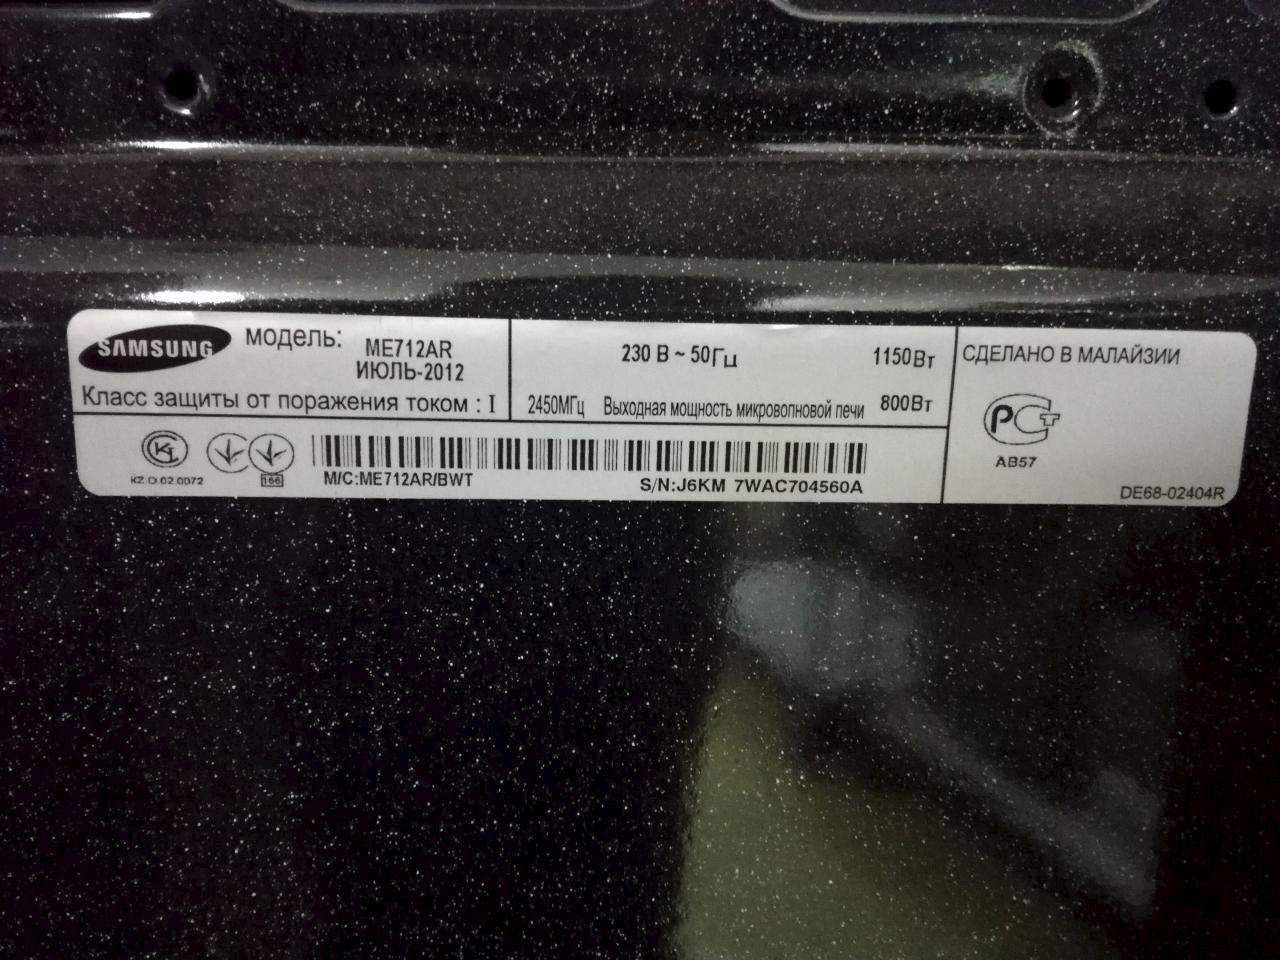 SAMSUNG
модель: ME712AR
ИЮЛЬ-2012
Класс защиты от поражения током : I
230 В ~ 50Гц 1150Вт
2450МГц Выходная мощность микроволновой печи 800Вт
СДЕЛАНО В МАЛАЙЗИИ
РСТ
АВ57
DE68-02404R
KZ.O.02.0072
166
M/C:ME712AR/BWT
S/N:J6KM 7WAC704560A